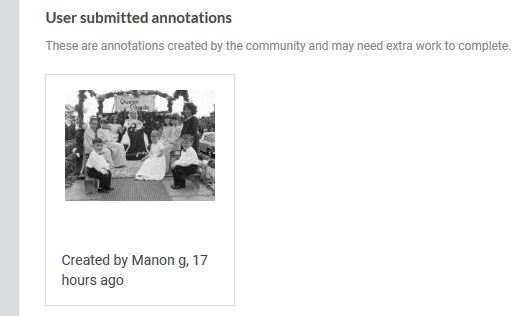 User submitted annotations
These are annotations created by the community and may need extra work to complete.
Queen
Created by Manon g, 17
hours ago